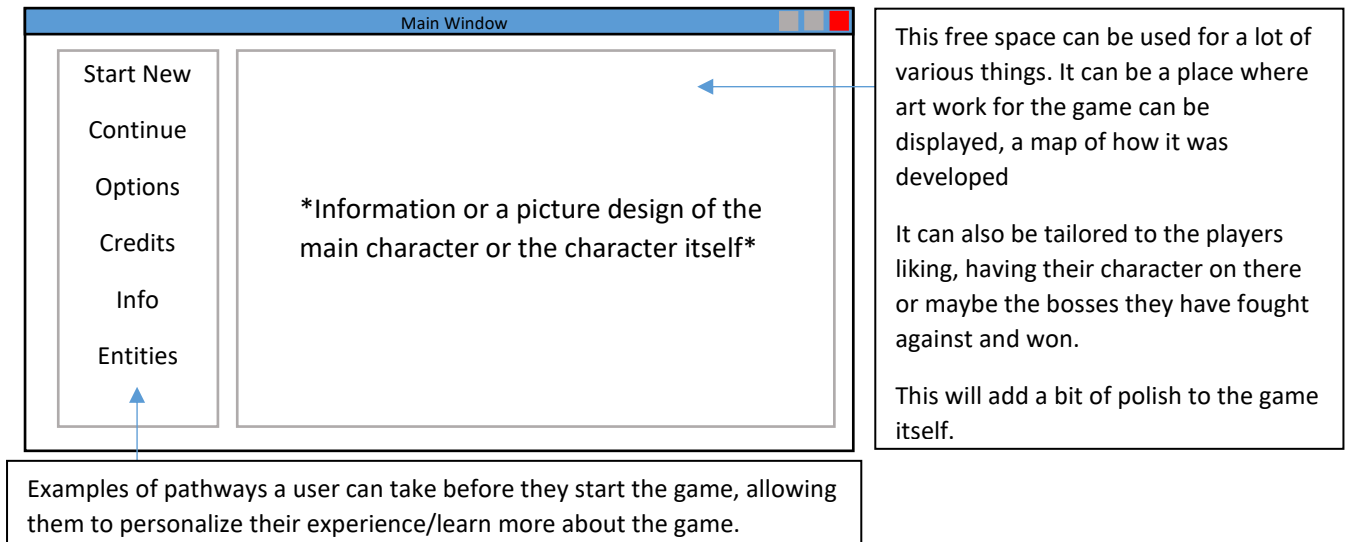 Main Window
Start New
Continue
Options
Credits
Info
Entities
*Information or a picture design of the
main character or the character itself*
This free space can be used for a lot of
various things. It can be a place where
art work for the game can be
displayed, a map of how it was
developed
It can also be tailored to the players
liking, having their character on there
or maybe the bosses they have fought
against and won.
This will add a bit of polish to the game
itself.
Examples of pathways a user can take before they start the game, allowing
them to personalize their experience/learn more about the game.